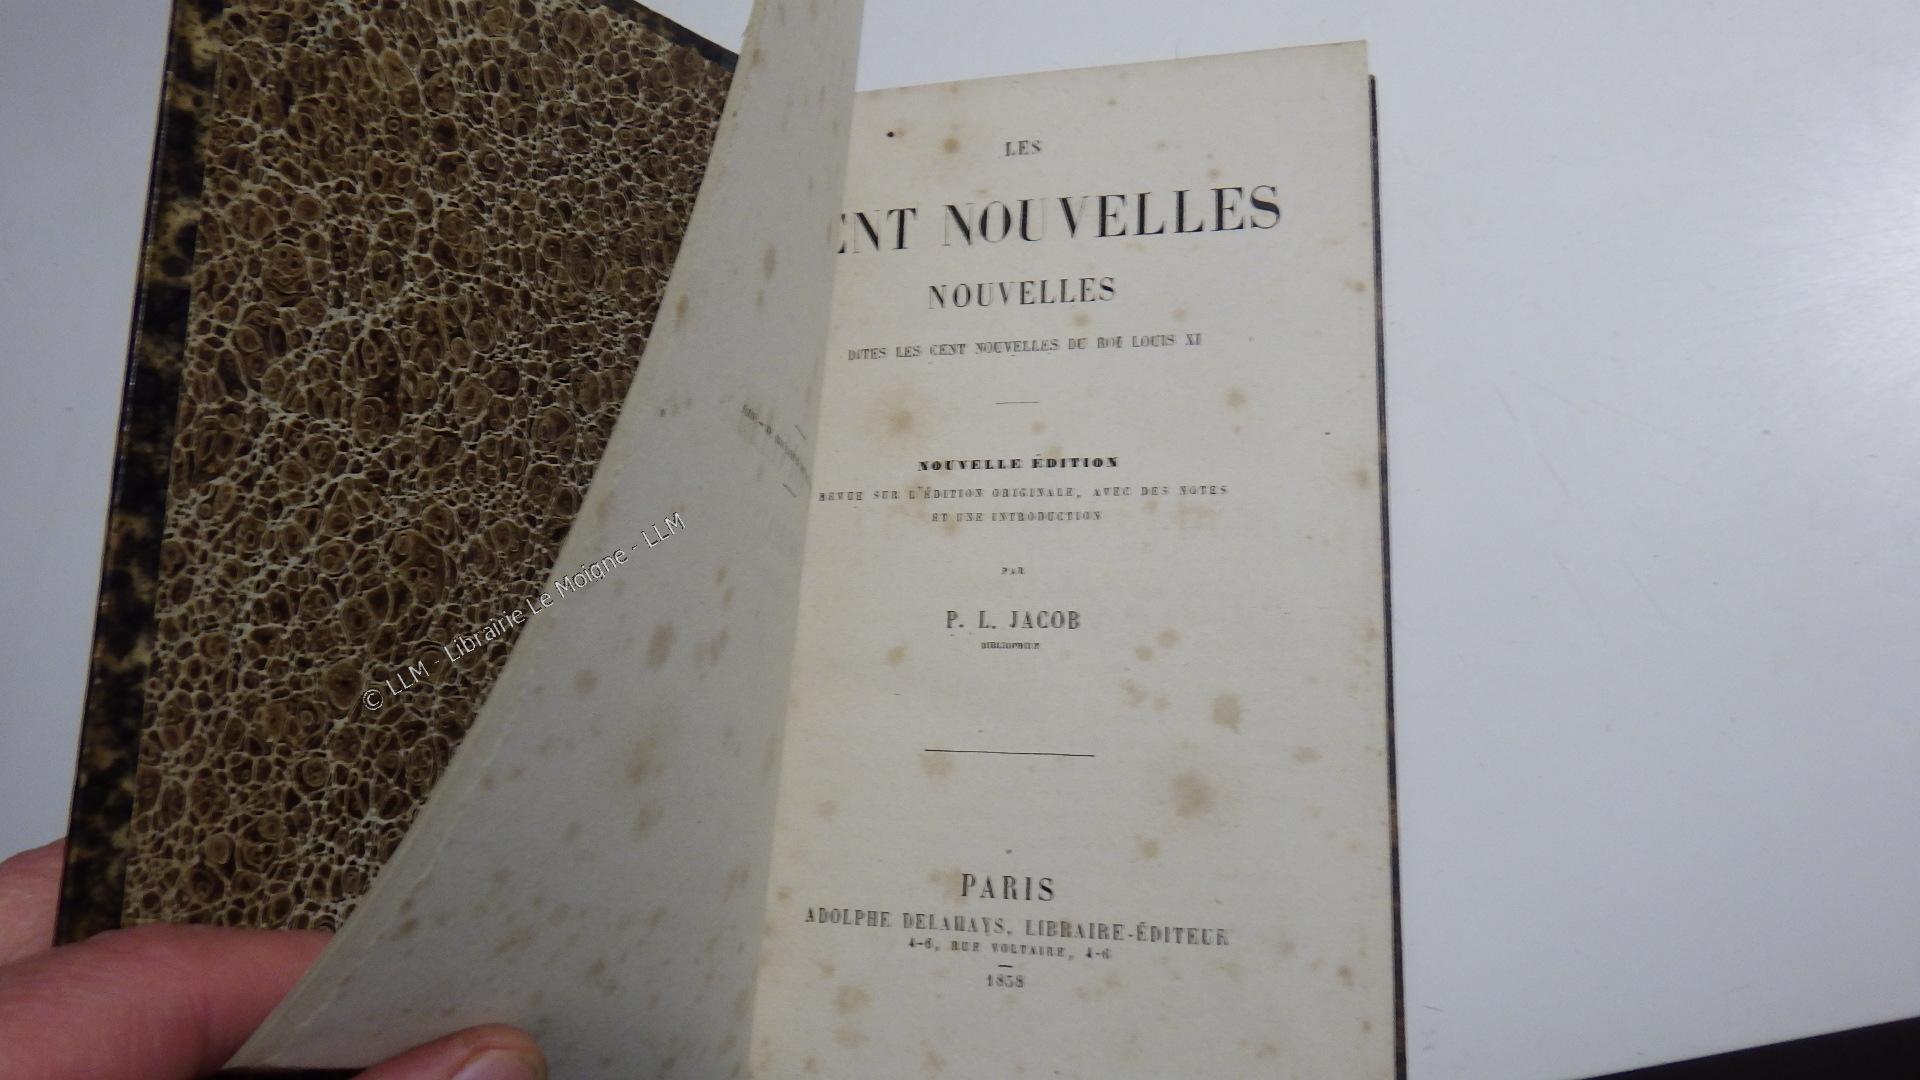 LES
ENT NOUVELLES
NOUVELLES
DITES LES CENT NOUVELLES DU ROI LOUIS XI
NOUVELLE ÉDITION
REVUE SUR L'ÉDITION ORIGINALE, AVEC DES NOTES
ET UNE INTRODUCTION
PAR
P. L. JACOB
BIBLIOPHILE
PARIS
ADOLPHE DELAHAYS, LIBRAIRE-ÉDITEUR
4-6, RUE VOLTAIRE, 4-6
1858
© LLM - Librairie Le Moigne - LLM